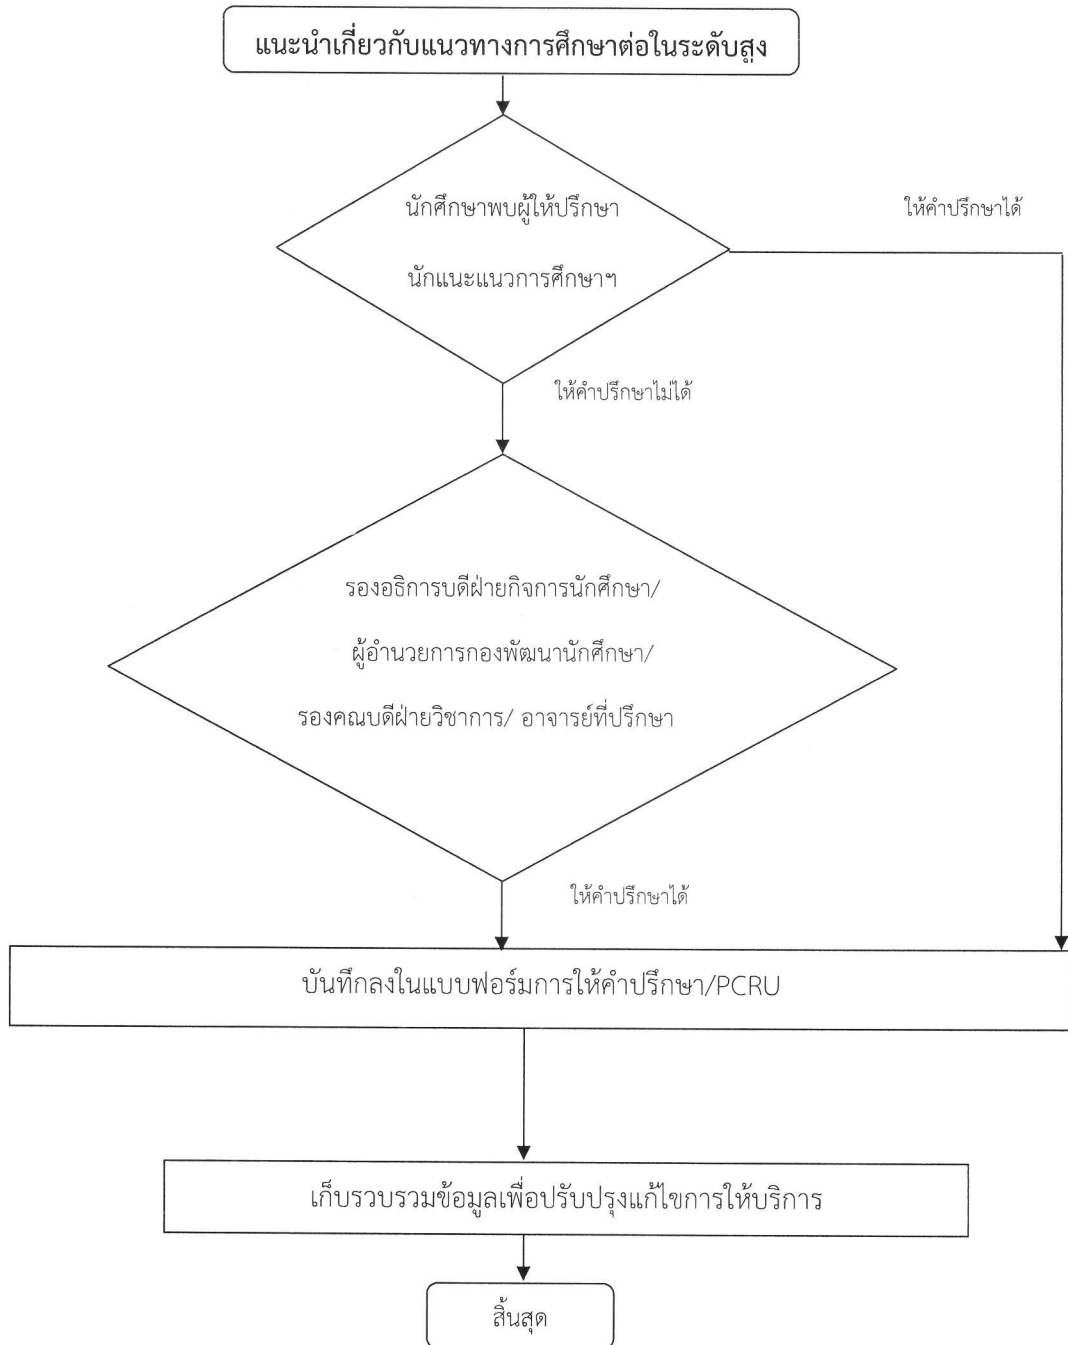 แนะนำเกี่ยวกับแนวทางการศึกษาต่อในระดับสูง
นักศึกษาพบผู้ให้ปรึกษา
นักแนะแนวการศึกษาฯ
ให้คำปรึกษาได้
ให้คำปรึกษาไม่ได้
รองอธิการบดีฝ่ายกิจการนักศึกษา/
ผู้อำนวยการกองพัฒนานักศึกษา/
รองคณบดีฝ่ายวิชาการ/ อาจารย์ที่ปรึกษา
ให้คำปรึกษาได้
บันทึกลงในแบบฟอร์มการให้คำปรึกษา/PCRU
เก็บรวบรวมข้อมูลเพื่อปรับปรุงแก้ไขการให้บริการ
สิ้นสุด